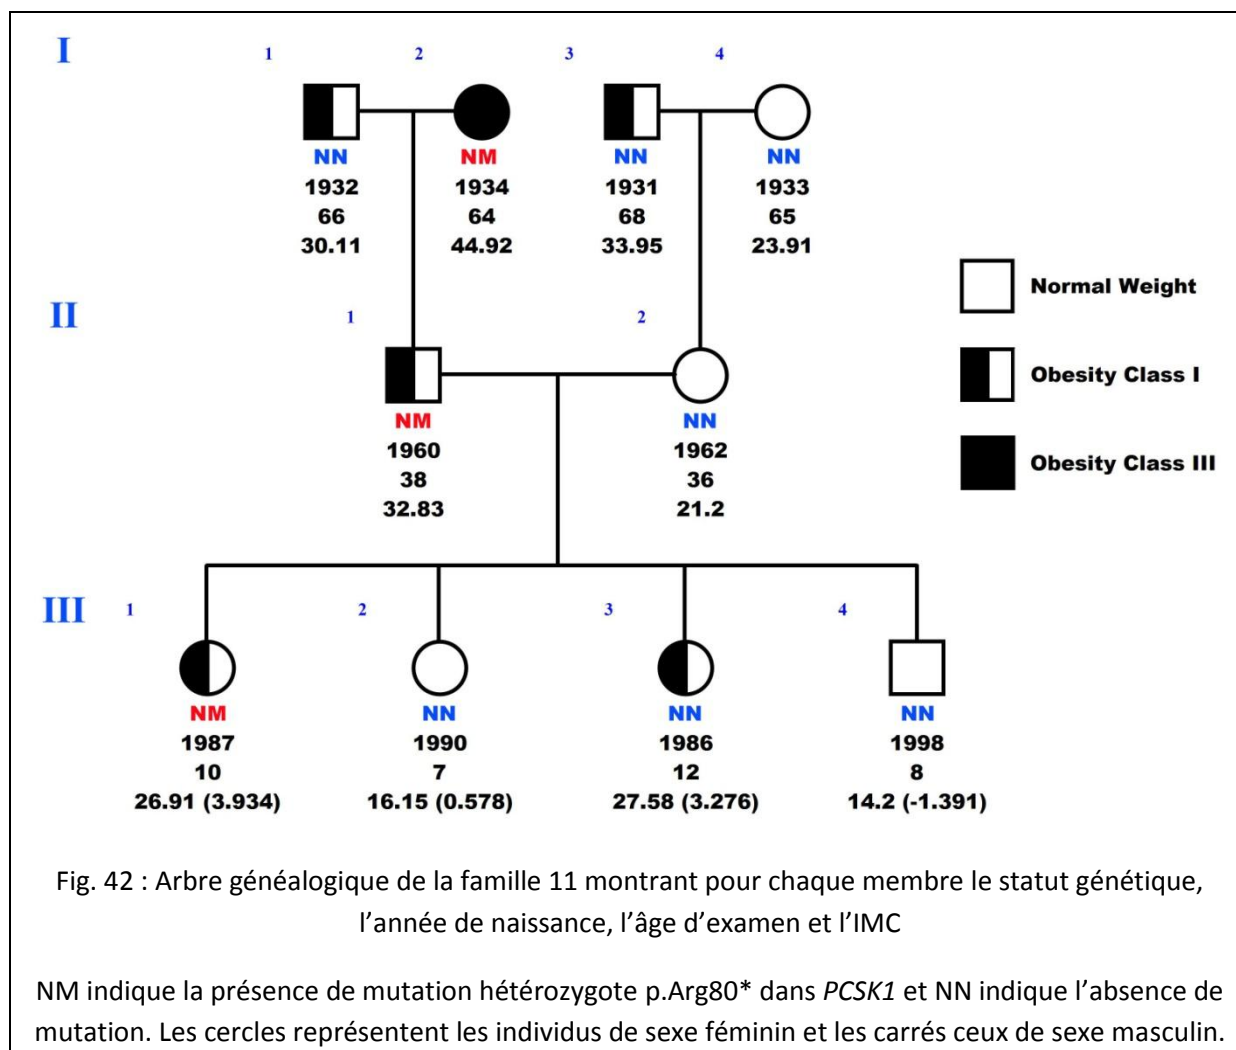 I 1 2 3 4
NN NM NN NN
1932 1934 1931 1933
66 64 68 65
30.11 44.92 33.95 23.91
Normal Weight
II 1 2
Obesity Class I
NM NN
1960 1962
38 36
32.83 21.2
Obesity Class III
III 1 2 3 4
NM NN NN NN
1987 1990 1986 1998
10 7 12 8
26.91 (3.934) 16.15 (0.578) 27.58 (3.276) 14.2 (-1.391)
Fig. 42 : Arbre généalogique de la famille 11 montrant pour chaque membre le statut génétique,
l’année de naissance, l’âge d’examen et l’IMC
NM indique la présence de mutation hétérozygote p.Arg80* dans PCSK1 et NN indique l’absence de
mutation. Les cercles représentent les individus de sexe féminin et les carrés ceux de sexe masculin.